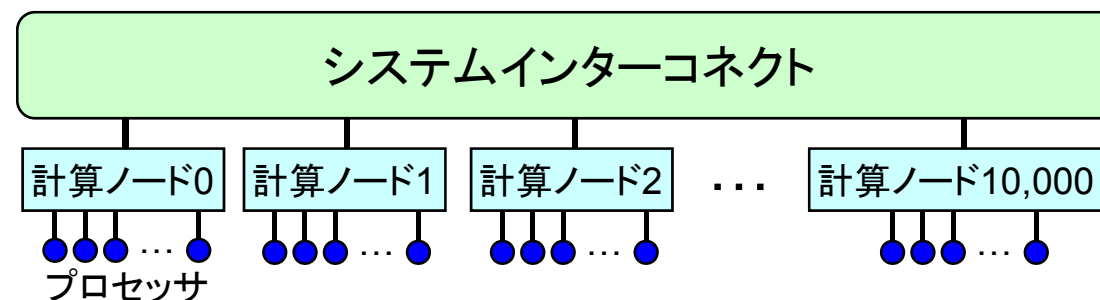 システムインターコネクト
計算ノード0 計算ノード1 計算ノード2 ... 計算ノード10,000
... ... ... ...
プロセッサ